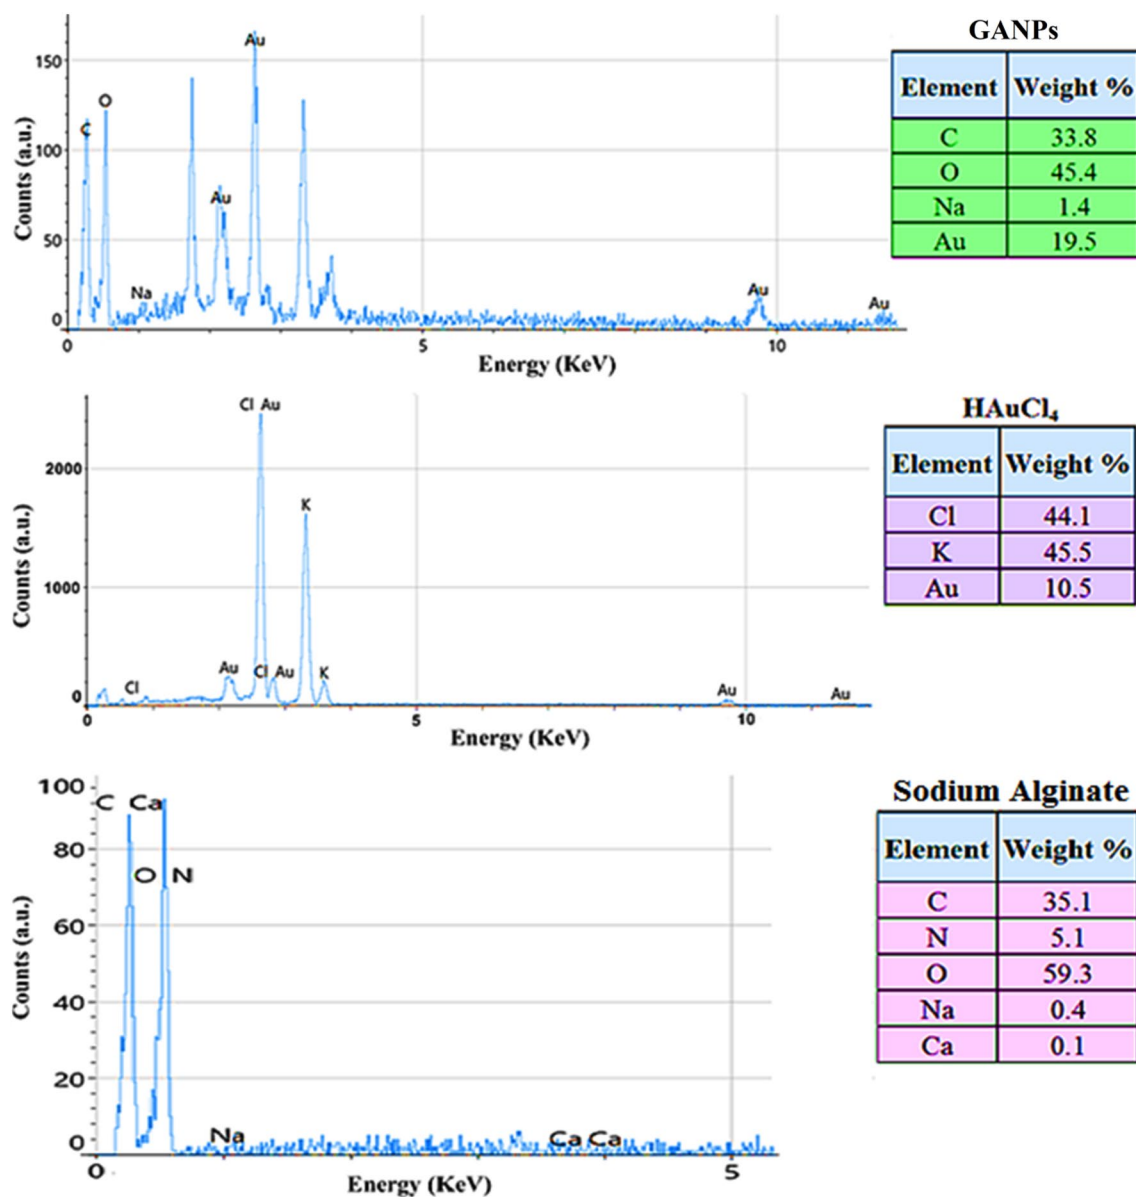 GANPs
Element Weight %
C 33.8
O 45.4
Na 1.4
Au 19.5
Counts (a.u.)
150
100
50
0
C
O
Na
Au
Au
Au
Au
0 5 10
Energy (KeV)
HAuCl₄
Element Weight %
Cl 44.1
K 45.5
Au 10.5
Counts (a.u.)
2000
1000
0
Cl Au
K
Cl
Au
Cl Au
K
Au
Au
0 5 10
Energy (KeV)
Sodium Alginate
Element Weight %
C 35.1
N 5.1
O 59.3
Na 0.4
Ca 0.1
Counts (a.u.)
100
80
60
40
20
0
C Ca
O N
Na
Ca Ca
0 5
Energy (KeV)